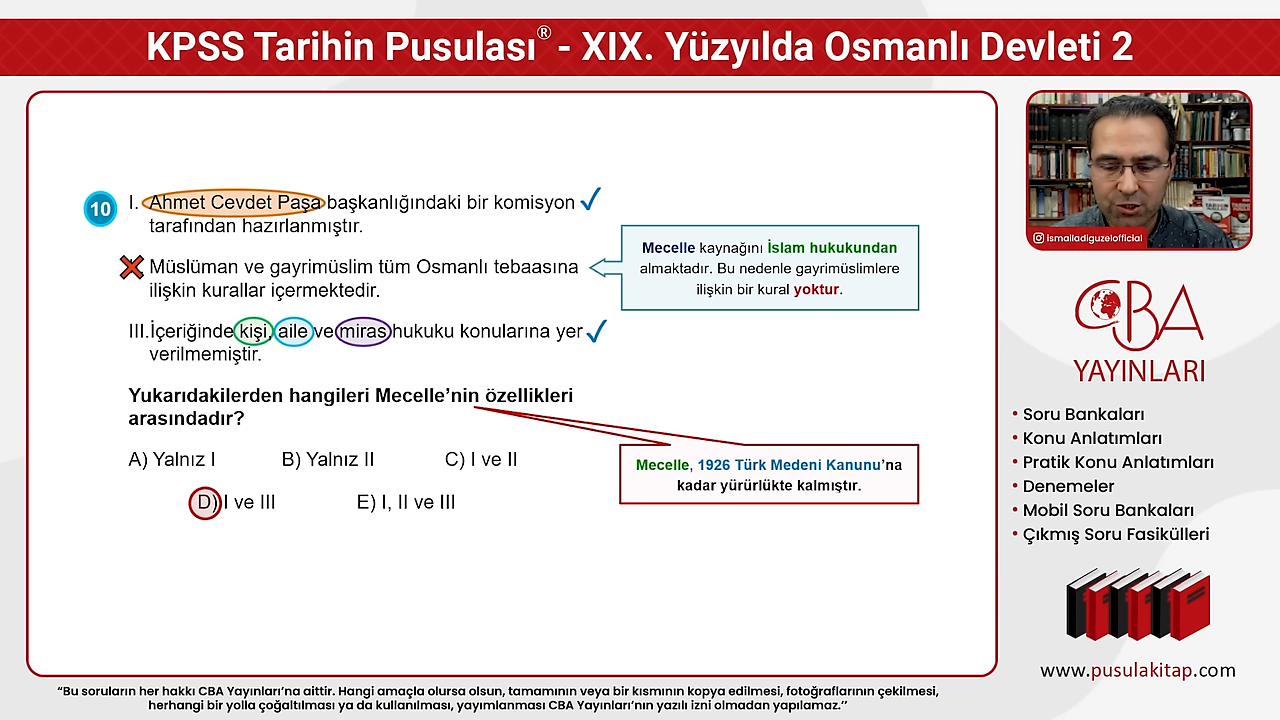 KPSS Tarihin Pusulası® - XIX. Yüzyılda Osmanlı Devleti 2
10
I. Ahmet Cevdet Paşa başkanlığındaki bir komisyon
tarafından hazırlanmıştır.
Müslüman ve gayrimüslim tüm Osmanlı tebaasına
ilişkin kurallar içermektedir.
III.İçeriğinde kişi, aile ve miras hukuku konularına yer
verilmemiştir.
Yukarıdakilerden hangileri Mecelle’nin özellikleri
arasındadır?
A) Yalnız I B) Yalnız II C) I ve II
D) I ve III E) I, II ve III
Mecelle kaynağını İslam hukukundan
almaktadır. Bu nedenle gayrimüslimlere
ilişkin bir kural yoktur.
Mecelle, 1926 Türk Medeni Kanunu’na
kadar yürürlükte kalmıştır.
ismailadiguzelofficial
CBA
YAYINLARI
• Soru Bankaları
• Konu Anlatımları
• Pratik Konu Anlatımları
• Denemeler
• Mobil Soru Bankaları
• Çıkmış Soru Fasikülleri
www.pusulakitap.com
“Bu soruların her hakkı CBA Yayınları’na aittir. Hangi amaçla olursa olsun, tamamının veya bir kısmının kopya edilmesi, fotoğraflarının çekilmesi,
herhangi bir yolla çoğaltılması ya da kullanılması, yayımlanması CBA Yayınları’nın yazılı izni olmadan yapılamaz.’’